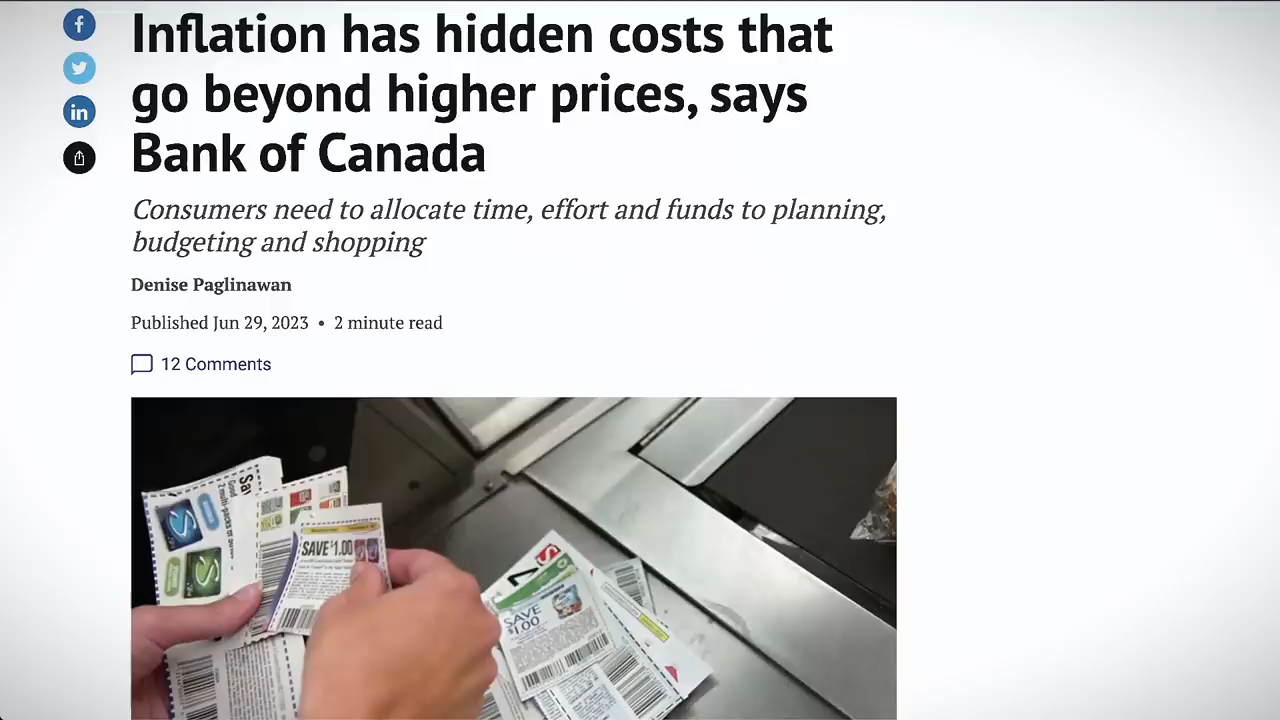 Inflation has hidden costs that
go beyond higher prices, says
Bank of Canada
Consumers need to allocate time, effort and funds to planning,
budgeting and shopping
Denise Paglinawan
Published Jun 29, 2023 • 2 minute read
12 Comments
SAVE $1.00
SAVE
$1.00